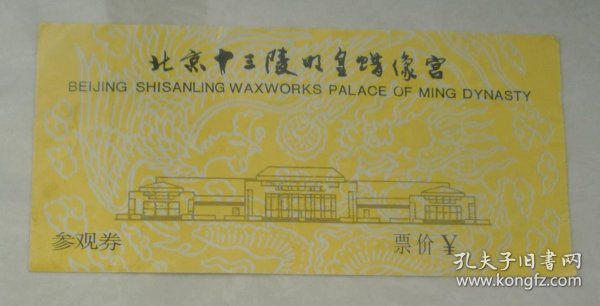 北京十三陵明皇蜡像宫
BEIJING SHISANLING WAXWORKS PALACE OF MING DYNASTY
参观券
票价¥
孔夫子旧书网
www.kongfz.com